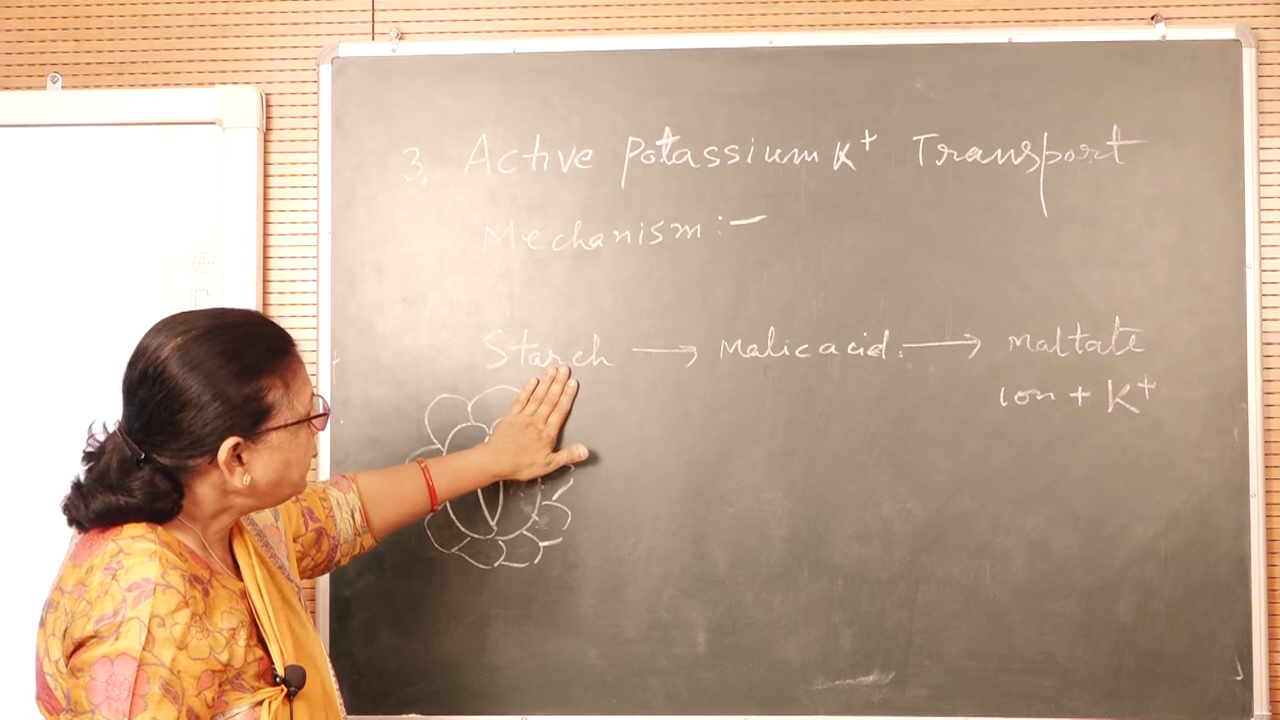 3. Active Potassium K⁺ Transport
Mechanism :-
Starch → Malic acid. → Maltate
ion + K⁺